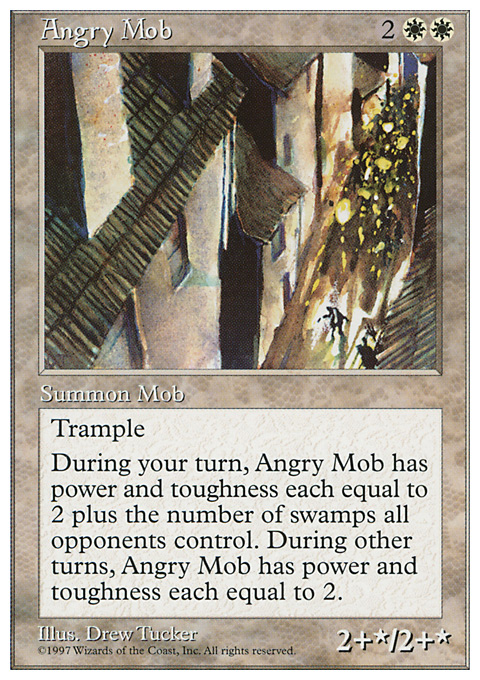 Angry Mob 2
Summon Mob
Trample
During your turn, Angry Mob has
power and toughness each equal to
2 plus the number of swamps all
opponents control. During other
turns, Angry Mob has power and
toughness each equal to 2.
Illus. Drew Tucker
©1997 Wizards of the Coast, Inc. All rights reserved.
2+*/2+*